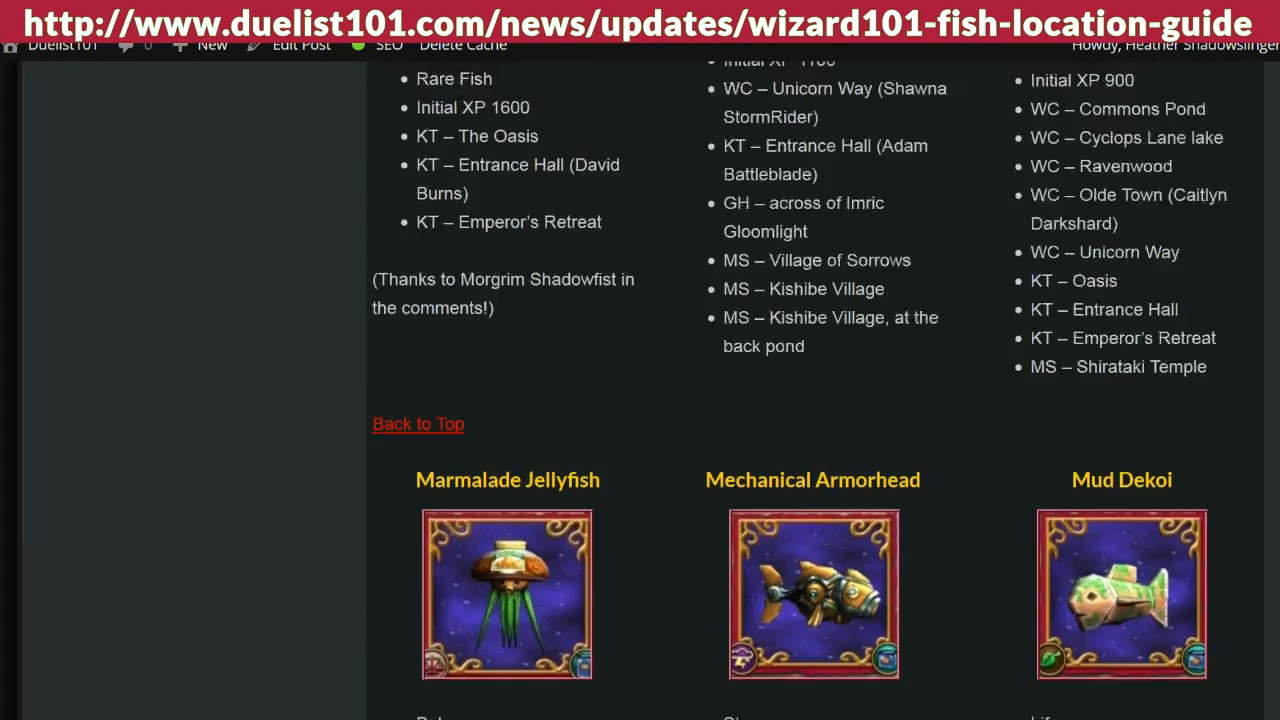 http://www.duelist101.com/news/updates/wizard101-fish-location-guide
Duelist101 0 New Edit Post SEO Delete Cache Howdy, Heather Shadowslinger
Rare Fish
Initial XP 1600
KT – The Oasis
KT – Entrance Hall (David
Burns)
KT – Emperor's Retreat
(Thanks to Morgrim Shadowfist in
the comments!)
Initial XP 1100
WC – Unicorn Way (Shawna
StormRider)
KT – Entrance Hall (Adam
Battleblade)
GH – across of Imric
Gloomlight
MS – Village of Sorrows
MS – Kishibe Village
MS – Kishibe Village, at the
back pond
Initial XP 900
WC – Commons Pond
WC – Cyclops Lane lake
WC – Ravenwood
WC – Olde Town (Caitlyn
Darkshard)
WC – Unicorn Way
KT – Oasis
KT – Entrance Hall
KT – Emperor's Retreat
MS – Shirataki Temple
Back to Top
Marmalade Jellyfish
Mechanical Armorhead
Mud Dekoi